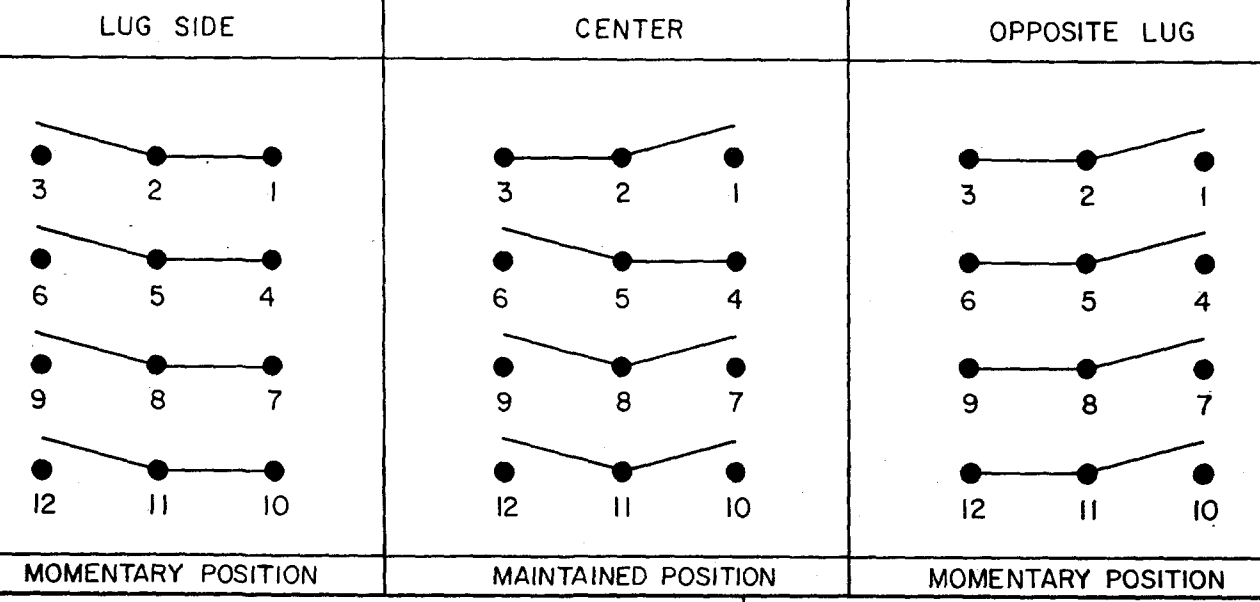 LUG SIDE CENTER OPPOSITE LUG
3 2 1 3 2 1 3 2 1
6 5 4 6 5 4 6 5 4
9 8 7 9 8 7 9 8 7
12 11 10 12 11 10 12 11 10
MOMENTARY POSITION MAINTAINED POSITION MOMENTARY POSITION